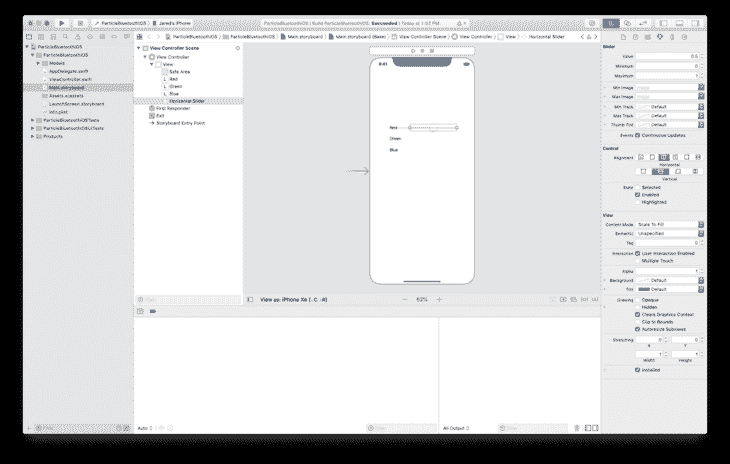 ParticleBluetoothiOS
Jared's iPhone
ParticleBluetoothiOS | Build ParticleBluetoothiOS: Succeeded | Today at 1:57 PM
ParticleBluetoothiOS
ParticleBluetoothiOS
Models
AppDelegate.swift
ViewController.swift
Main.storyboard
Assets.xcassets
LaunchScreen.storyboard
Info.plist
ParticleBluetoothiOSTests
ParticleBluetoothiOSUITests
Products
ParticleBluetoothiOS
ParticleBluetoothiOS
Main.storyboard
Main.storyboard (Base)
View Controller Scene
View Controller
View
Horizontal Slider
View Controller Scene
View Controller
View
Safe Area
Red
Green
Blue
Horizontal Slider
First Responder
Exit
Storyboard Entry Point
9:41
Red
Green
Blue
View as: iPhone
62%
Auto
Filter
All Output
Filter
Slider
Value 0.5
Minimum 0
Maximum 1
Min Image
Max Image
Min Track Default
Max Track Default
Thumb Tint Default
Events Continuous Updates
Control
Alignment
Horizontal
Vertical
State Selected
Enabled
Highlighted
View
Content Mode Scale To Fill
Semantic Unspecified
Tag 0
Interaction User Interaction Enabled
Multiple Touch
Alpha 1
Background Default
Tint Default
Drawing Opaque
Hidden
Clears Graphics Context
Clip to Bounds
Autoresize Subviews
Stretching 0 0
X Y
1 1
Width Height
Installed